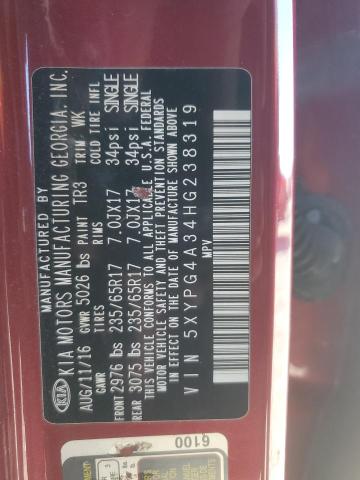 MANUFACTURED BY
KIA KIA MOTORS MANUFACTURING GEORGIA, INC.
AUG/11/16 GVWR 5026 lbs PAINT TR3 TRIM WK
GAWR TIRES RIMS COLD TIRE INFL
FRONT 2976 lbs 235/65R17 7.0JX17 34psi SINGLE
REAR 3075 lbs 235/65R17 7.0JX17 34psi SINGLE
THIS VEHICLE CONFORMS TO ALL APPLICABLE U.S.A. FEDERAL
MOTOR VEHICLE SAFETY AND THEFT PREVENTION STANDARDS
IN EFFECT ON THE DATE OF MANUFACTURE SHOWN ABOVE.
VIN 5XYPG4A34HG238319
MPV
6100